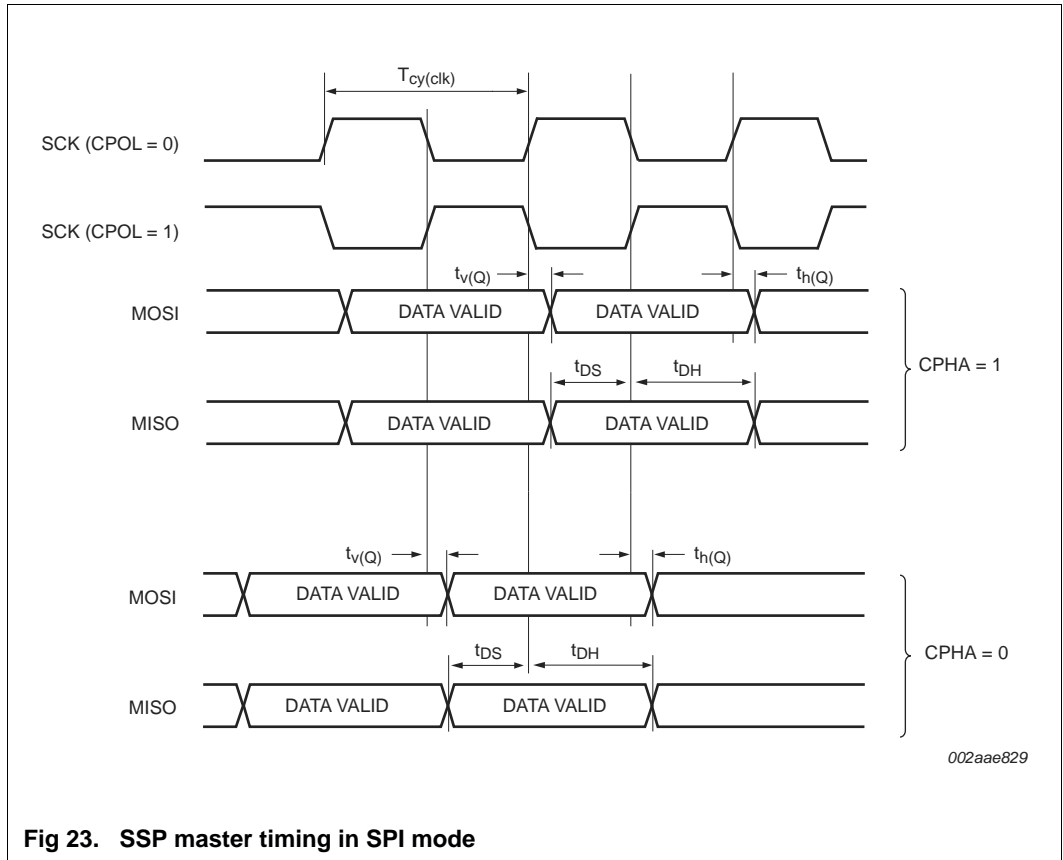 Tcy(clk)
SCK (CPOL = 0)
SCK (CPOL = 1)
tv(Q)
th(Q)
MOSI
DATA VALID
DATA VALID
tDS
tDH
CPHA = 1
MISO
DATA VALID
DATA VALID
tv(Q)
th(Q)
MOSI
DATA VALID
DATA VALID
tDS
tDH
CPHA = 0
MISO
DATA VALID
DATA VALID
002aae829
Fig 23. SSP master timing in SPI mode